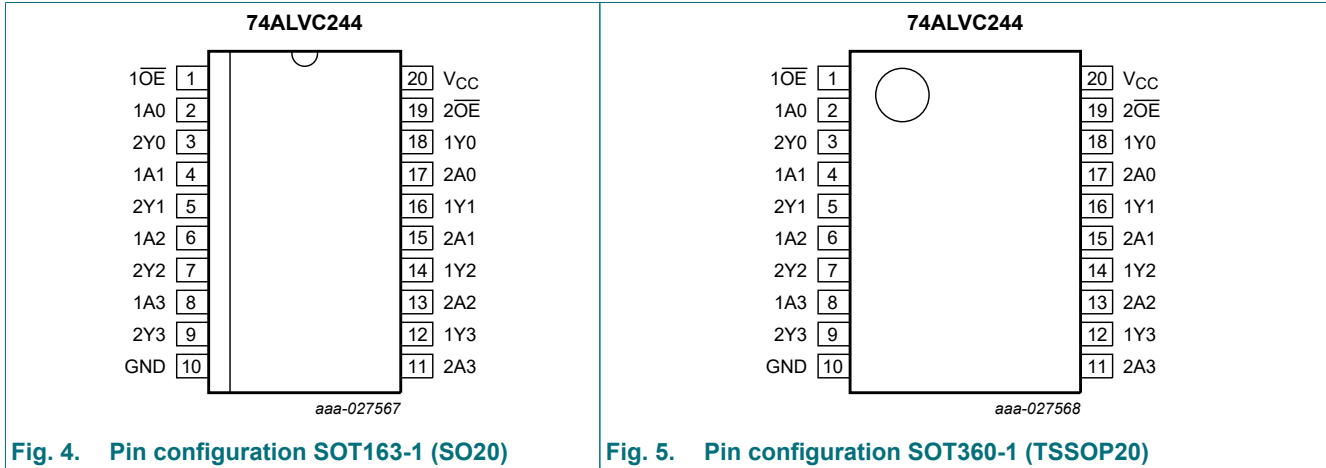 74ALVC244
1O̅E̅ 1 20 VCC
1A0 2 19 2O̅E̅
2Y0 3 18 1Y0
1A1 4 17 2A0
2Y1 5 16 1Y1
1A2 6 15 2A1
2Y2 7 14 1Y2
1A3 8 13 2A2
2Y3 9 12 1Y3
GND 10 11 2A3
aaa-027567
Fig. 4. Pin configuration SOT163-1 (SO20)
74ALVC244
1O̅E̅ 1 20 VCC
1A0 2 19 2O̅E̅
2Y0 3 18 1Y0
1A1 4 17 2A0
2Y1 5 16 1Y1
1A2 6 15 2A1
2Y2 7 14 1Y2
1A3 8 13 2A2
2Y3 9 12 1Y3
GND 10 11 2A3
aaa-027568
Fig. 5. Pin configuration SOT360-1 (TSSOP20)